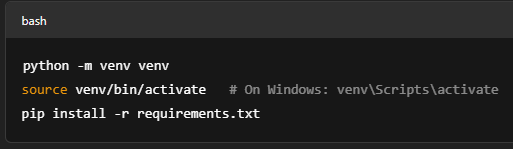 bash
python -m venv venv
source venv/bin/activate   # On Windows: venv\Scripts\activate
pip install -r requirements.txt